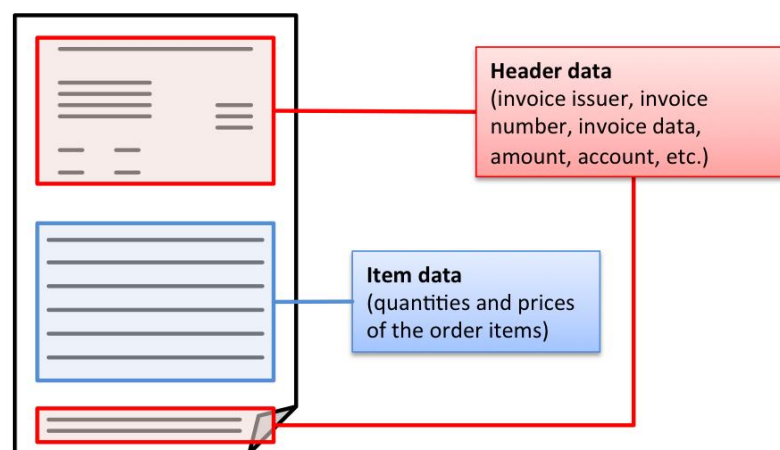 Header data
(invoice issuer, invoice
number, invoice data,
amount, account, etc.)
Item data
(quantities and prices
of the order items)